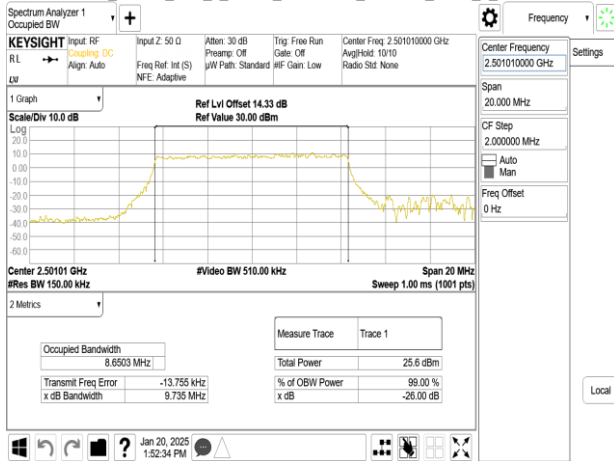 Spectrum Analyzer 1
Occupied BW
Frequency
KEYSIGHT
RL
LXI
Input: RF
Coupling: DC
Align: Auto
Input Z: 50 Ω
Freq Ref: Int (S)
NFE: Adaptive
Atten: 30 dB
Preamp: Off
µW Path: Standard
Trig: Free Run
Gate: Off
#IF Gain: Low
Center Freq: 2.501010000 GHz
Avg|Hold: 10/10
Radio Std: None
Center Frequency
2.501010000 GHz
Settings
Span
20.000 MHz
CF Step
2.000000 MHz
Auto
Man
Freq Offset
0 Hz
Local
1 Graph
Scale/Div 10.0 dB
Ref Lvl Offset 14.33 dB
Ref Value 30.00 dBm
Log
20.0
10.0
0.00
-10.0
-20.0
-30.0
-40.0
-50.0
-60.0
Center 2.50101 GHz
#Res BW 150.00 kHz
#Video BW 510.00 kHz
Span 20 MHz
Sweep 1.00 ms (1001 pts)
2 Metrics
Measure Trace Trace 1
Occupied Bandwidth
8.6503 MHz
Total Power 25.6 dBm
Transmit Freq Error -13.755 kHz
% of OBW Power 99.00 %
x dB Bandwidth 9.735 MHz
x dB -26.00 dB
Jan 20, 2025
1:52:34 PM